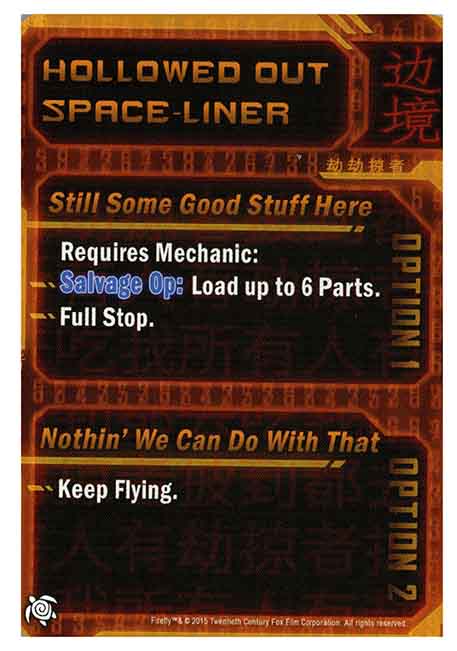 HOLLOWED OUT
SPACE-LINER
边境
劫劫掠者
Still Some Good Stuff Here
OPTION 1
Requires Mechanic:
Salvage Op: Load up to 6 Parts.
Full Stop.
Nothin' We Can Do With That
OPTION 2
Keep Flying.
Firefly™& © 2015 Twentieth Century Fox Film Corporation. All rights reserved.